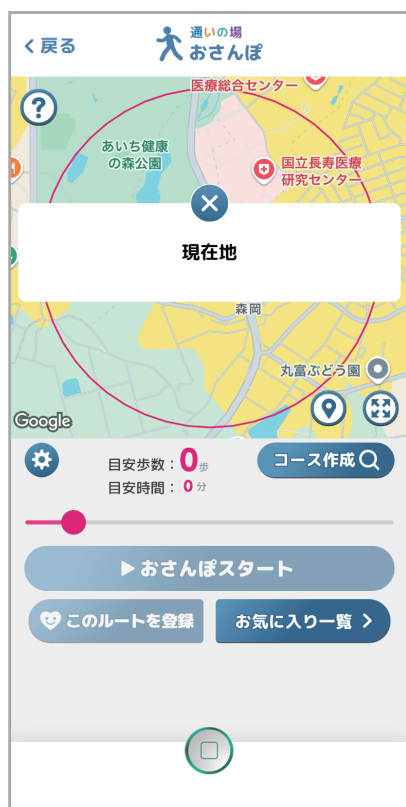 戻る
通いの場
おさんぽ
医療総合センター
?
あいち健康
の森公園
国立長寿医療
研究センター
現在地
森岡
丸富ぶどう園
Google
目安歩数：0歩
コース作成
目安時間：0分
おさんぽスタート
このルートを登録
お気に入り一覧